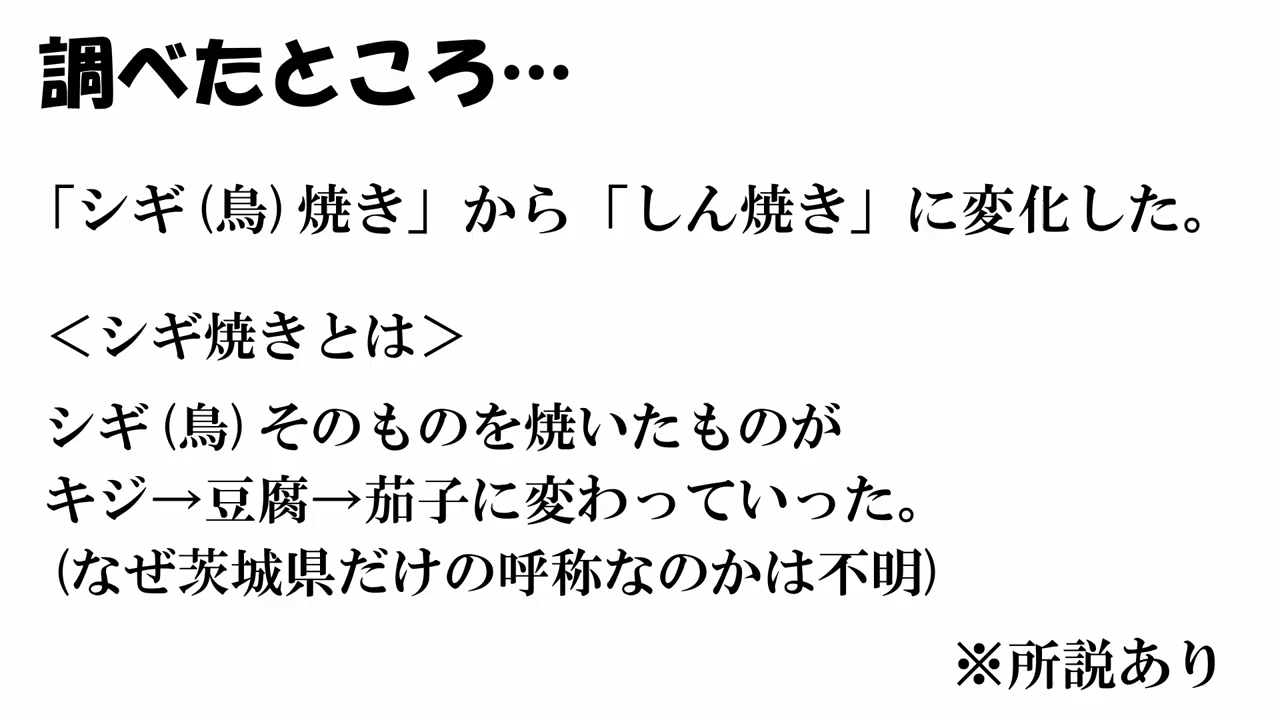 調べたところ…
「シギ(鳥)焼き」から「しん焼き」に変化した。
＜シギ焼きとは＞
シギ(鳥)そのものを焼いたものが
キジ→豆腐→茄子に変わっていった。
(なぜ茨城県だけの呼称なのかは不明)
※所説あり